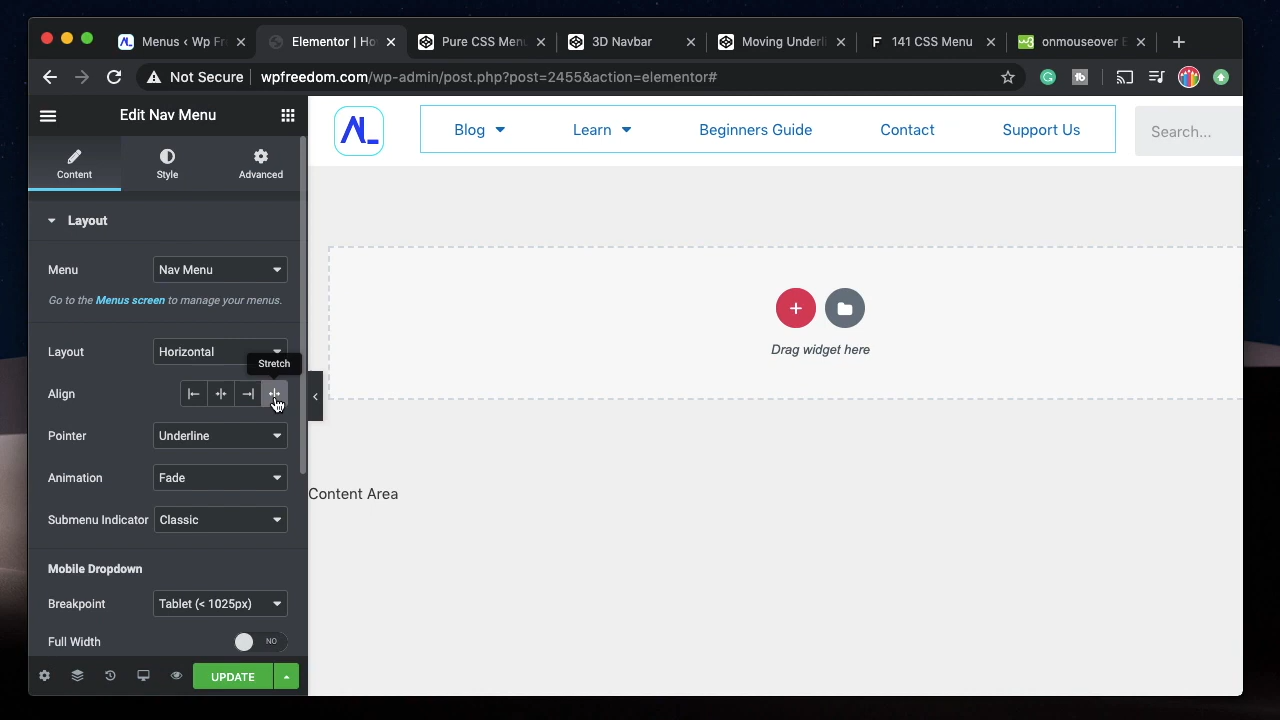 Menus ‹ Wp Fr
Elementor | Ho
Pure CSS Menu
3D Navbar
Moving Underli
141 CSS Menu
onmouseover E
Not Secure
wpfreedom.com/wp-admin/post.php?post=2455&action=elementor#
Edit Nav Menu
Content
Style
Advanced
Layout
Menu
Nav Menu
Go to the Menus screen to manage your menus.
Layout
Horizontal
Stretch
Align
Pointer
Underline
Animation
Fade
Submenu Indicator
Classic
Mobile Dropdown
Breakpoint
Tablet (< 1025px)
Full Width
NO
UPDATE
AL_
Blog
Learn
Beginners Guide
Contact
Support Us
Search...
Drag widget here
Content Area